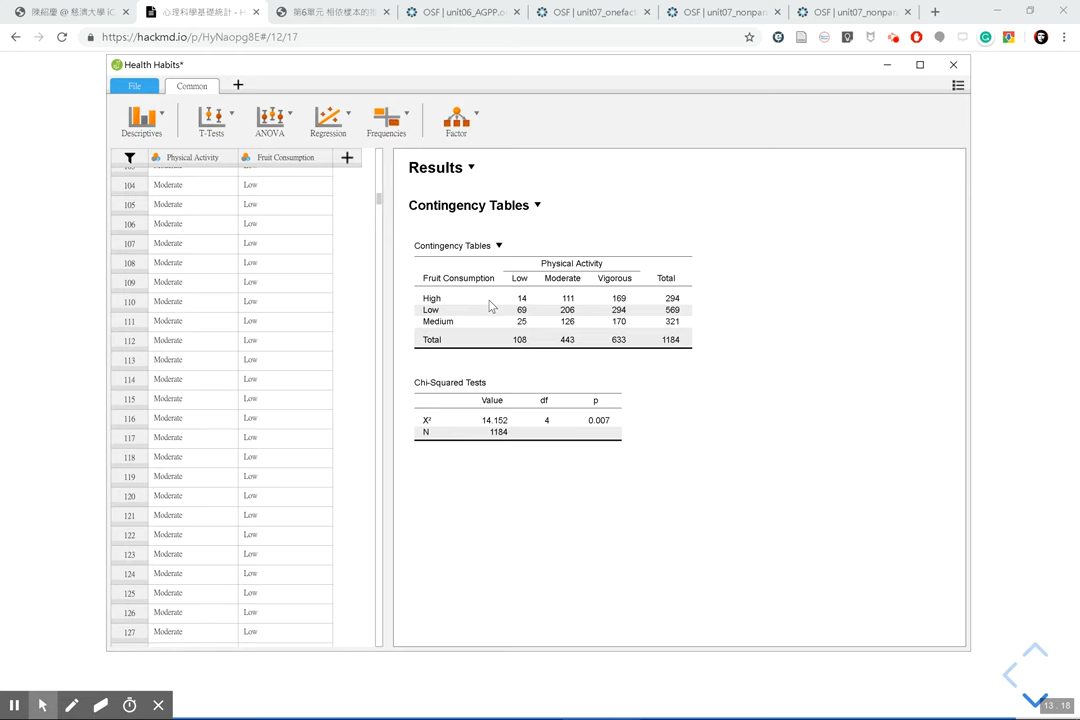 陳紹慶 @ 慈濟大學 iC
心理科學基礎統計 - H
第6單元 相依樣本的推
OSF | unit06_AGPP.o
OSF | unit07_onefact
OSF | unit07_nonpar
OSF | unit07_nonpar
https://hackmd.io/p/HyNaopg8E#/12/17
Health Habits*
File
Common
Descriptives
T-Tests
ANOVA
Regression
Frequencies
Factor
Physical Activity Fruit Consumption
104 Moderate Low
105 Moderate Low
106 Moderate Low
107 Moderate Low
108 Moderate Low
109 Moderate Low
110 Moderate Low
111 Moderate Low
112 Moderate Low
113 Moderate Low
114 Moderate Low
115 Moderate Low
116 Moderate Low
117 Moderate Low
118 Moderate Low
119 Moderate Low
120 Moderate Low
121 Moderate Low
122 Moderate Low
123 Moderate Low
124 Moderate Low
125 Moderate Low
126 Moderate Low
127 Moderate Low
Results
Contingency Tables
Contingency Tables
Physical Activity
Fruit Consumption Low Moderate Vigorous Total
High 14 111 169 294
Low 69 206 294 569
Medium 25 126 170 321
Total 108 443 633 1184
Chi-Squared Tests
Value df p
Χ² 14.152 4 0.007
N 1184
13 . 18